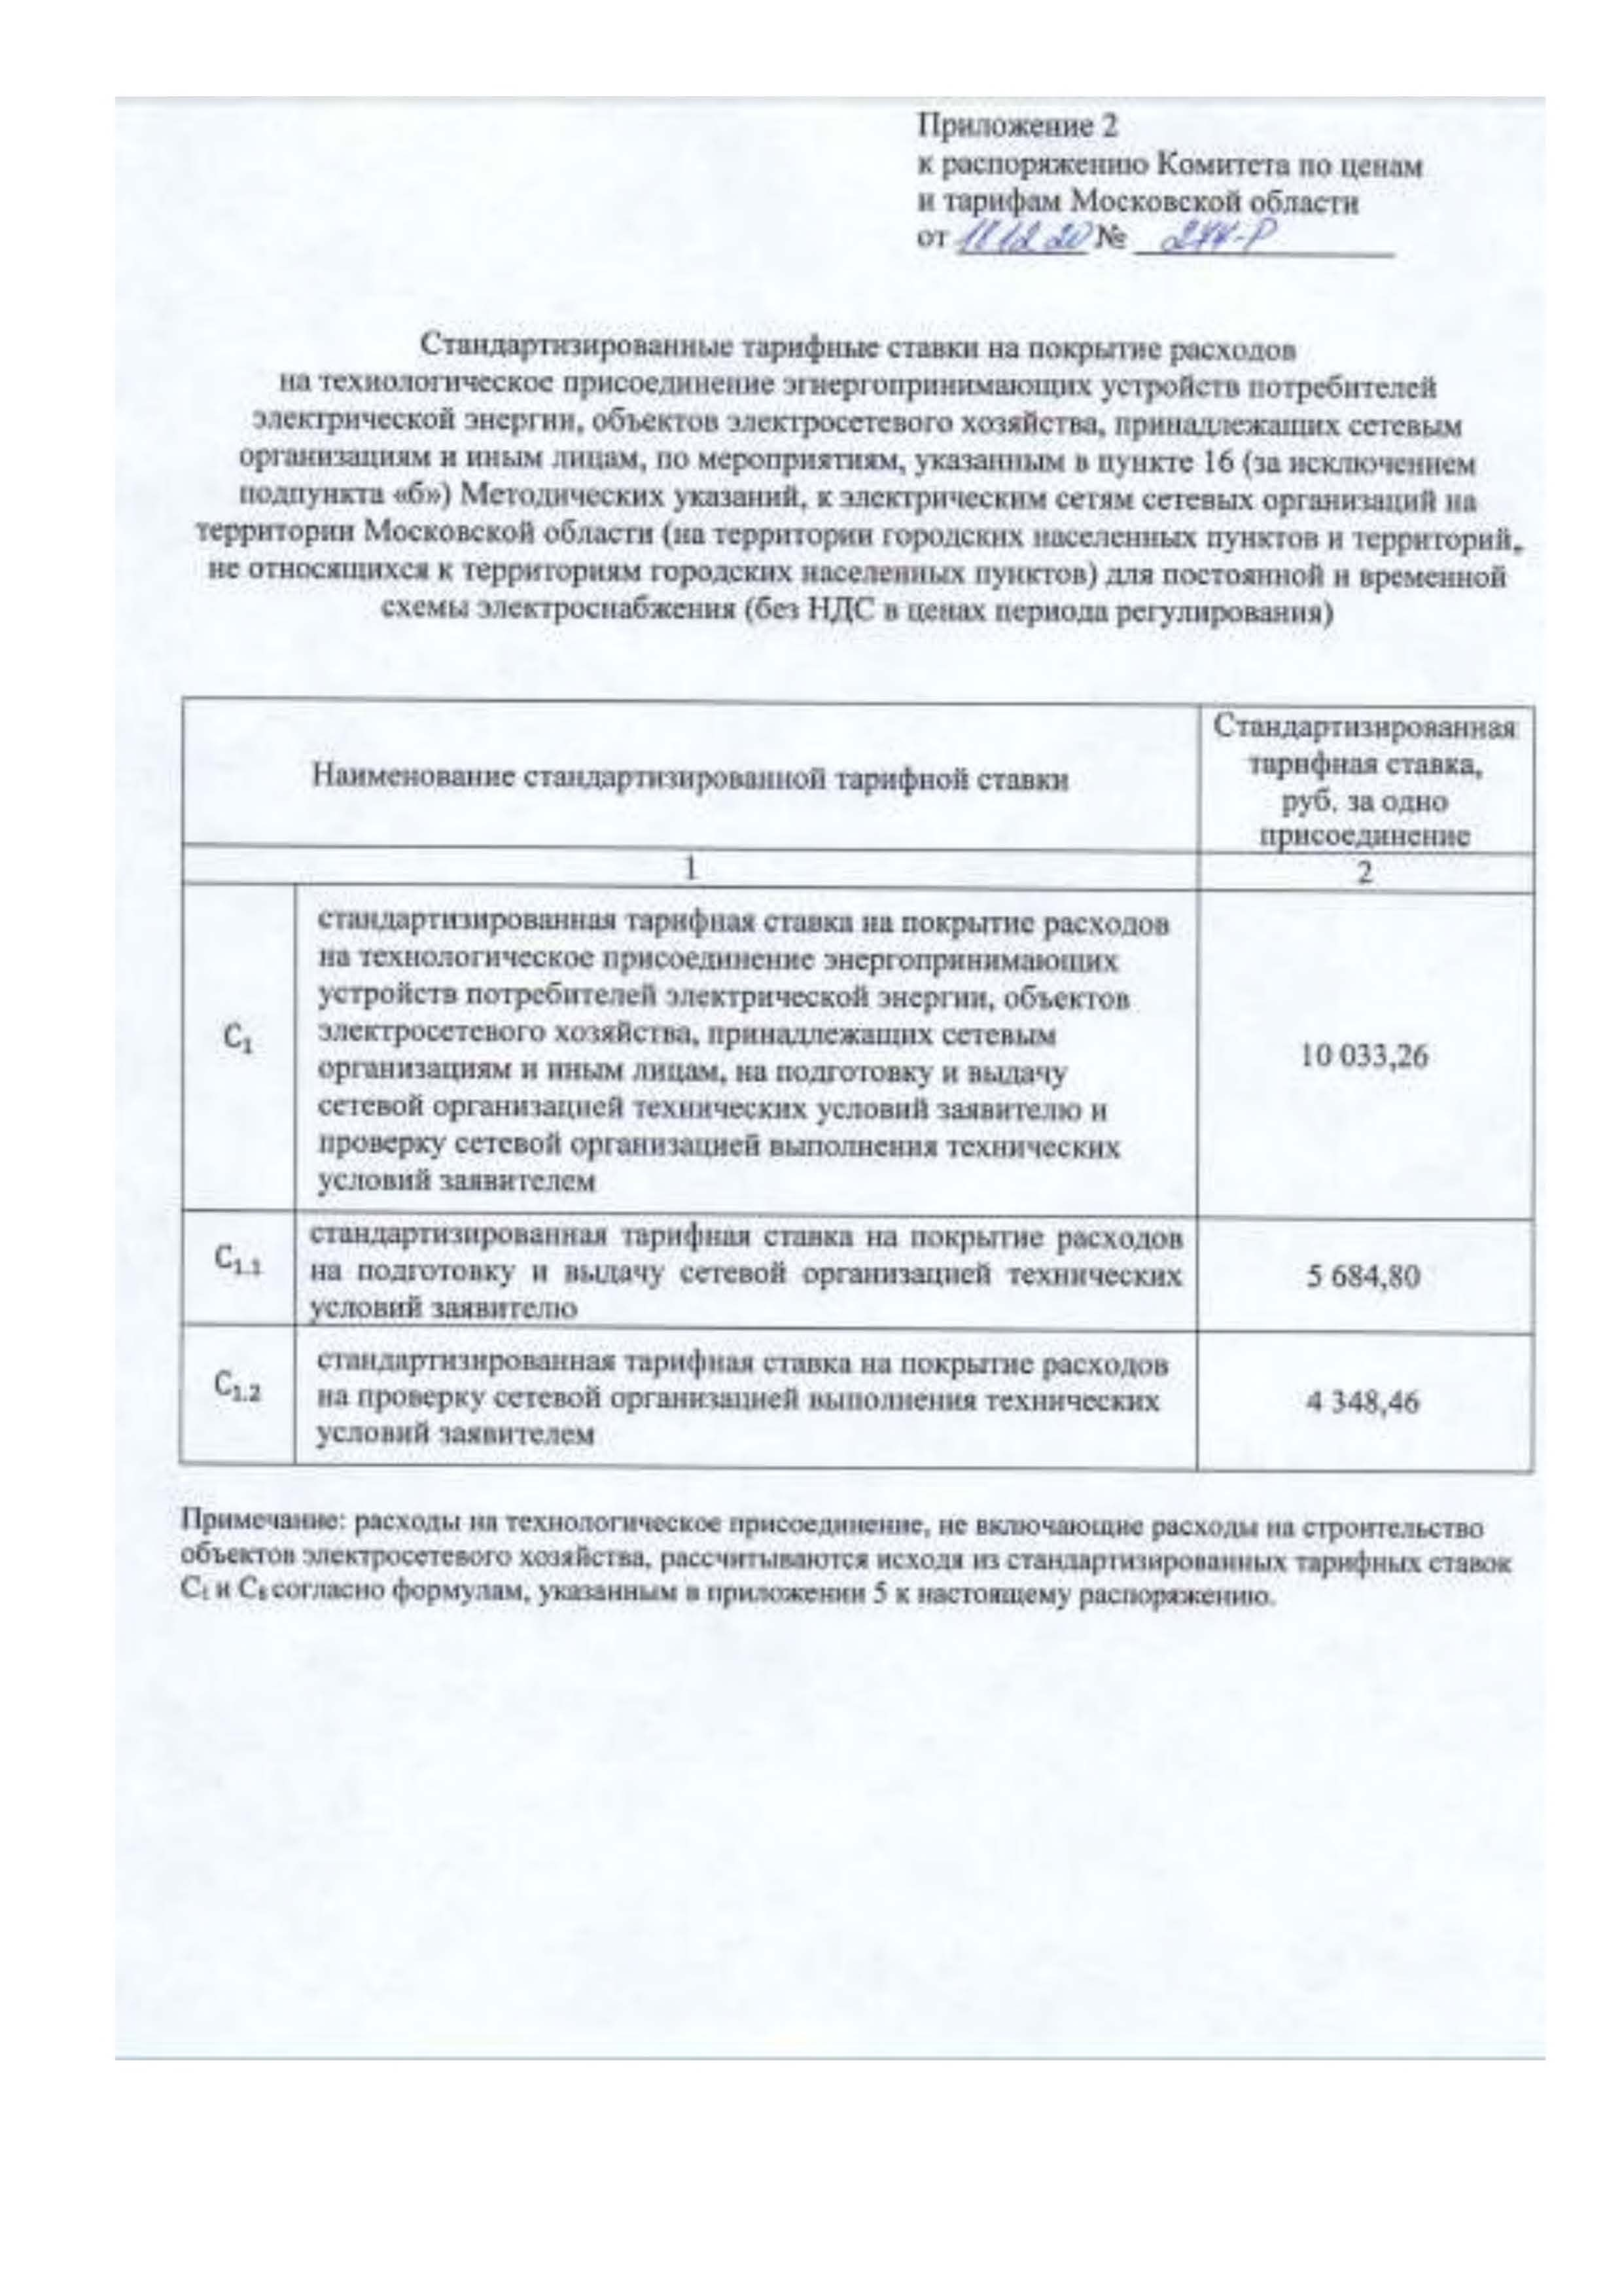 Приложение 2
к распоряжению Комитета по ценам
и тарифам Московской области
от 18.12.20 № 244-Р
Стандартизированные тарифные ставки на покрытие расходов
на технологическое присоединение эгнергопринимающих устройств потребителей
электрической энергии, объектов электросетевого хозяйства, принадлежащих сетевым
организациям и иным лицам, по мероприятиям, указанным в пункте 16 (за исключением
подпункта «б») Методических указаний, к электрическим сетям сетевых организаций на
территории Московской области (на территории городских населенных пунктов и территорий,
не относящихся к территориям городских населенных пунктов) для постоянной и временной
схемы электроснабжения (без НДС в ценах периода регулирования)
Наименование стандартизированной тарифной ставки
Стандартизированная
тарифная ставка,
руб. за одно
присоединение
1
2
C1
стандартизированная тарифная ставка на покрытие расходов
на технологическое присоединение энергопринимающих
устройств потребителей электрической энергии, объектов
электросетевого хозяйства, принадлежащих сетевым
организациям и иным лицам, на подготовку и выдачу
сетевой организацией технических условий заявителю и
проверку сетевой организацией выполнения технических
условий заявителем
10 033,26
C1.1
стандартизированная тарифная ставка на покрытие расходов
на подготовку и выдачу сетевой организацией технических
условий заявителю
5 684,80
C1.2
стандартизированная тарифная ставка на покрытие расходов
на проверку сетевой организацией выполнения технических
условий заявителем
4 348,46
Примечание: расходы на технологическое присоединение, не включающие расходы на строительство
объектов электросетевого хозяйства, рассчитываются исходя из стандартизированных тарифных ставок
C1 и C8 согласно формулам, указанным в приложении 5 к настоящему распоряжению.